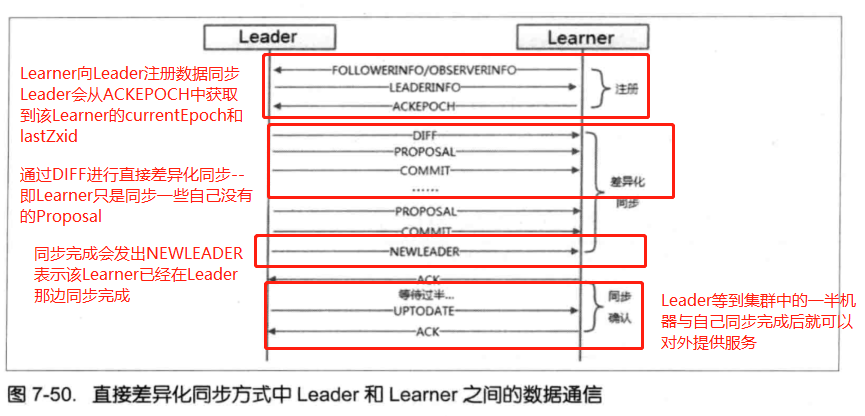 Leader
Learner
Learner向Leader注册数据同步
Leader会从ACKEPOCH中获取
到该Learner的currentEpoch和
lastZxid
FOLLOWERINFO/OBSERVERINFO
LEADERINFO
ACKEPOCH
注册
通过DIFF进行直接差异化同步--
即Learner只是同步一些自己没有
的Proposal
DIFF
PROPOSAL
COMMIT
......
PROPOSAL
COMMIT
差异化
同步
同步完成会发出NEWLEADER
表示该Learner已经在Leader
那边同步完成
NEWLEADER
ACK
等待过半...
UPTODATE
ACK
同步
确认
Leader等到集群中的一半机
器与自己同步完成后就可以
对外提供服务
图 7-50. 直接差异化同步方式中 Leader 和 Learner 之间的数据通信